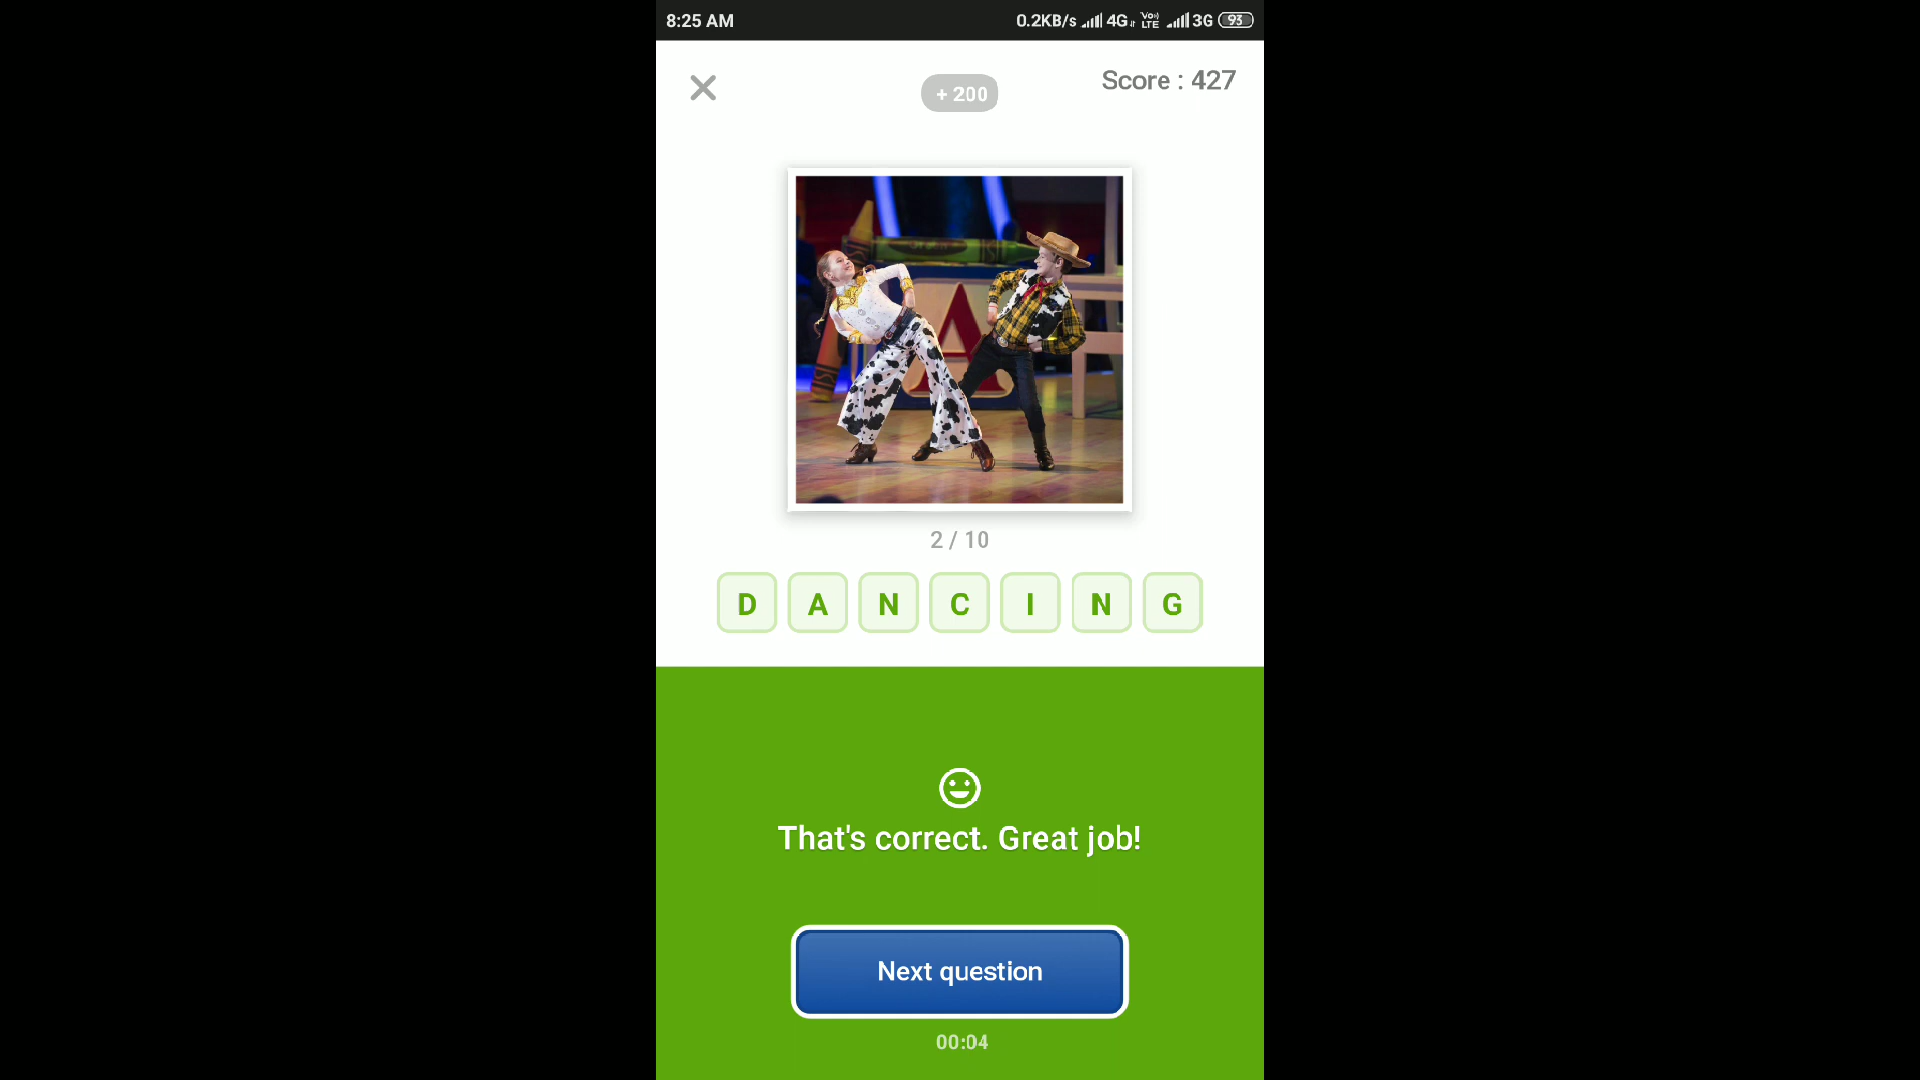 8:25 AM 0.2KB/s 4G VoLTE 3G 93
+ 200 Score : 427
A
2 / 10
D A N C I N G
That's correct. Great job!
Next question
00:04